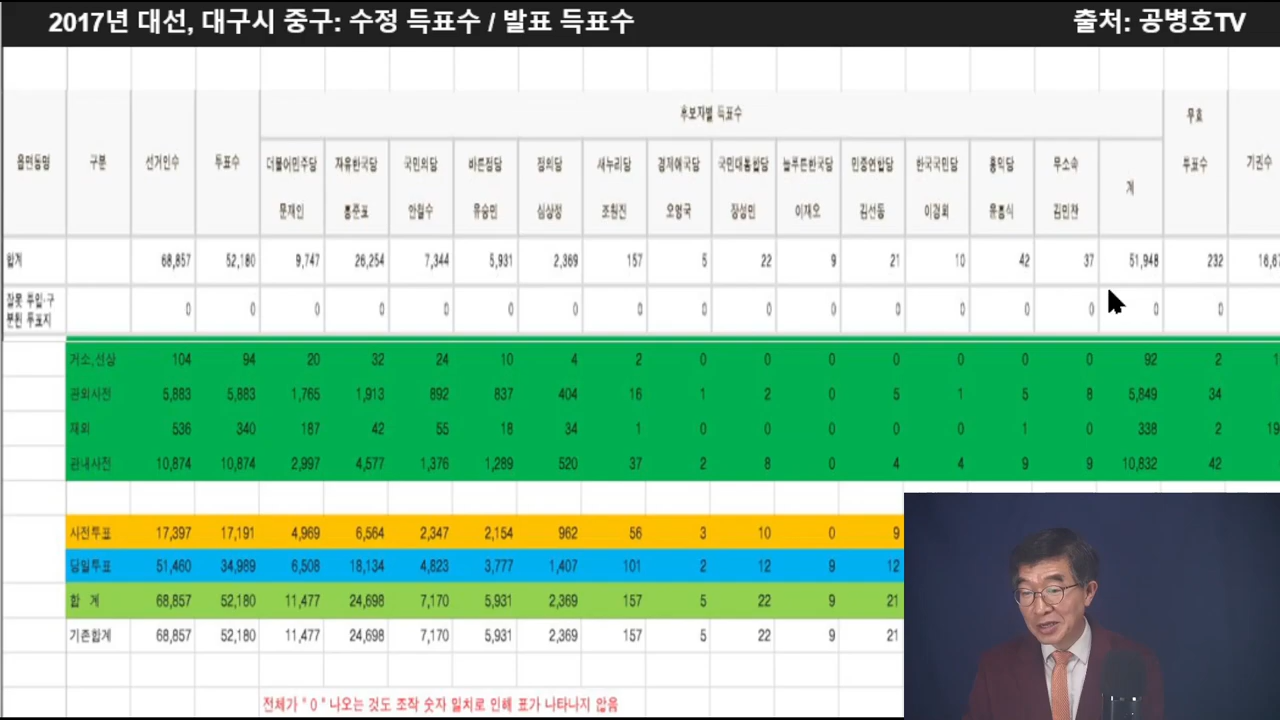 2017년 대선, 대구시 중구: 수정 득표수 / 발표 득표수 출처: 공병호TV
후보자별 득표수 무효
읍면동명 구분 선거인수 투표수 더불어민주당 자유한국당 국민의당 바른정당 정의당 새누리당 경제애국당 국민대통합당 늘푸른한국당 민중연합당 한국국민당 홍익당 무소속 계 투표수 기권수
문재인 홍준표 안철수 유승민 심상정 조원진 오영국 장성민 이재오 김선동 이경희 윤홍식 김민찬
합계 68,857 52,180 9,747 26,254 7,344 5,931 2,369 157 5 22 9 21 10 42 37 51,948 232 16,67
잘못 투입·구
분된 투표지 0 0 0 0 0 0 0 0 0 0 0 0 0 0 0 0 0
거소,선상 104 94 20 32 24 10 4 2 0 0 0 0 0 0 0 92 2 1
관외사전 5,883 5,883 1,765 1,913 892 837 404 16 1 2 0 5 1 5 8 5,849 34
재외 536 340 187 42 55 18 34 1 0 0 0 0 0 1 0 338 2 19
관내사전 10,874 10,874 2,997 4,577 1,376 1,289 520 37 2 8 0 4 4 9 9 10,832 42
사전투표 17,397 17,191 4,969 6,564 2,347 2,154 962 56 3 10 0 9
당일투표 51,460 34,989 6,508 18,134 4,823 3,777 1,407 101 2 12 9 12
합 계 68,857 52,180 11,477 24,698 7,170 5,931 2,369 157 5 22 9 21
기존합계 68,857 52,180 11,477 24,698 7,170 5,931 2,369 157 5 22 9 21
전체가 " 0 " 나오는 것도 조작 숫자 일치로 인해 표가 나타나지 않음